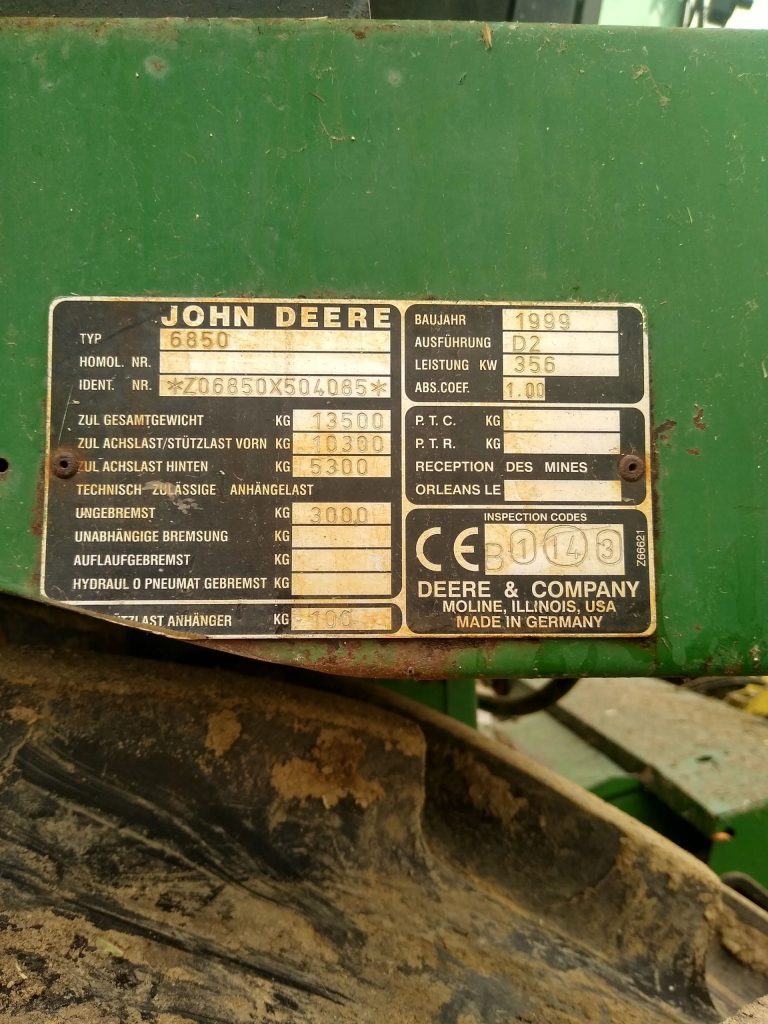 JOHN DEERE
TYP 6850
HOMOL. NR.
IDENT. NR. *Z06850X504085*
ZUL GESAMTGEWICHT KG 13500
ZUL ACHSLAST/STÜTZLAST VORN KG 10300
ZUL ACHSLAST HINTEN KG 5300
TECHNISCH ZULÄSSIGE ANHÄNGELAST
UNGEBREMST KG 3000
UNABHÄNGIGE BREMSUNG KG
AUFLAUFGEBREMST KG
HYDRAUL O PNEUMAT GEBREMST KG
ANHÄNGER KG 100
BAUJAHR 1999
AUSFÜHRUNG D2
LEISTUNG KW 356
ABS.COEF. 1.00
P.T.C. KG
P.T.R. KG
RECEPTION DES MINES
ORLEANS LE
INSPECTION CODES
CE B 1 14 3
Z66621
DEERE & COMPANY
MOLINE, ILLINOIS, USA
MADE IN GERMANY